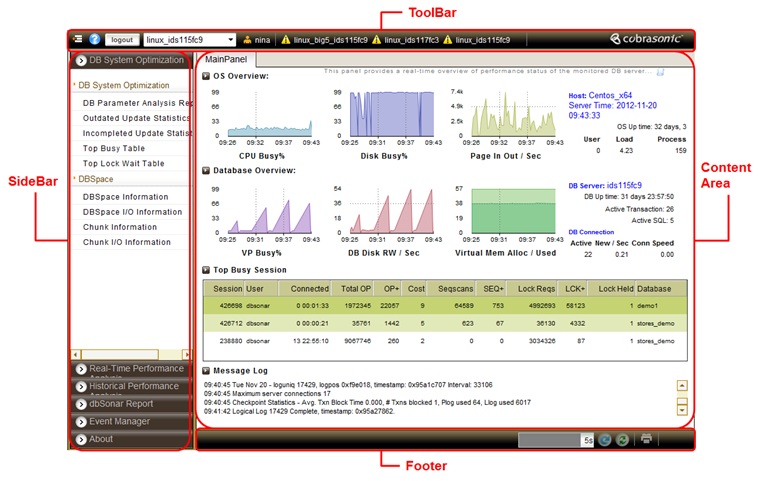 ToolBar
logout linux_ids115fc9 nina linux_big5_ids115fc9 linux_ids117fc3 linux_ids115fc9 cobrasonic
DB System Optimization
DB System Optimization
DB Parameter Analysis Rep
Outdated Update Statistics
Incompleted Update Statist
Top Busy Table
Top Lock Wait Table
DBSpace
DBSpace Information
DBSpace I/O Information
Chunk Information
Chunk I/O Information
SideBar
Real-Time Performance
Historical Performance
dbSonar Report
Event Manager
About
MainPanel
This panel provides a real-time overview of performance status of the monitored DB server...
OS Overview:
99
66
33
0
09:26 09:31 09:37 09:43
CPU Busy%
99
66
33
0
09:26 09:31 09:37 09:43
Disk Busy%
7.4k
4.9k
2.5k
0
09:26 09:31 09:37 09:43
Page In Out / Sec
Host: Centos_x64
Server Time: 2012-11-20
09:43:33
OS Up time: 32 days, 3
User Load Process
0 4.23 159
Database Overview:
99
66
33
0
09:26 09:31 09:37 09:43
VP Busy%
54
36
18
0
09:26 09:31 09:37 09:43
DB Disk RW / Sec
57
38
19
0
09:26 09:31 09:37 09:43
Virtual Mem Alloc / Used
DB Server: ids115fc9
DB Up time: 31 days 23:57:50
Active Transaction: 26
Active SQL: 5
DB Connection
Active New / Sec Conn Speed
22 0.21 0.00
Top Busy Session
Session User Connected Total OP OP+ Cost Seqscans SEQ+ Lock Reqs LCK+ Lock Held Database
426698 dbsonar 0 00:01:33 1972345 22057 9 64589 753 4992693 58123 1 demo1
426712 dbsonar 0 00:00:21 35761 1442 5 623 67 36130 4332 1 stores_demo
238880 dbsonar 13 22:55:10 9067746 260 2 0 0 3034326 87 1 stores_demo
Message Log
09:40:45 Tue Nov 20 - loguniq 17429, logpos 0xf9e018, timestamp: 0x95a1c707 Interval: 33106
09:40:45 Maximum server connections 17
09:40:45 Checkpoint Statistics - Avg. Txn Block Time 0.000, # Txns blocked 1, Plog used 64, Llog used 6017
09:41:42 Logical Log 17429 Complete, timestamp: 0x95a27862.
Content
Area
5s
Footer